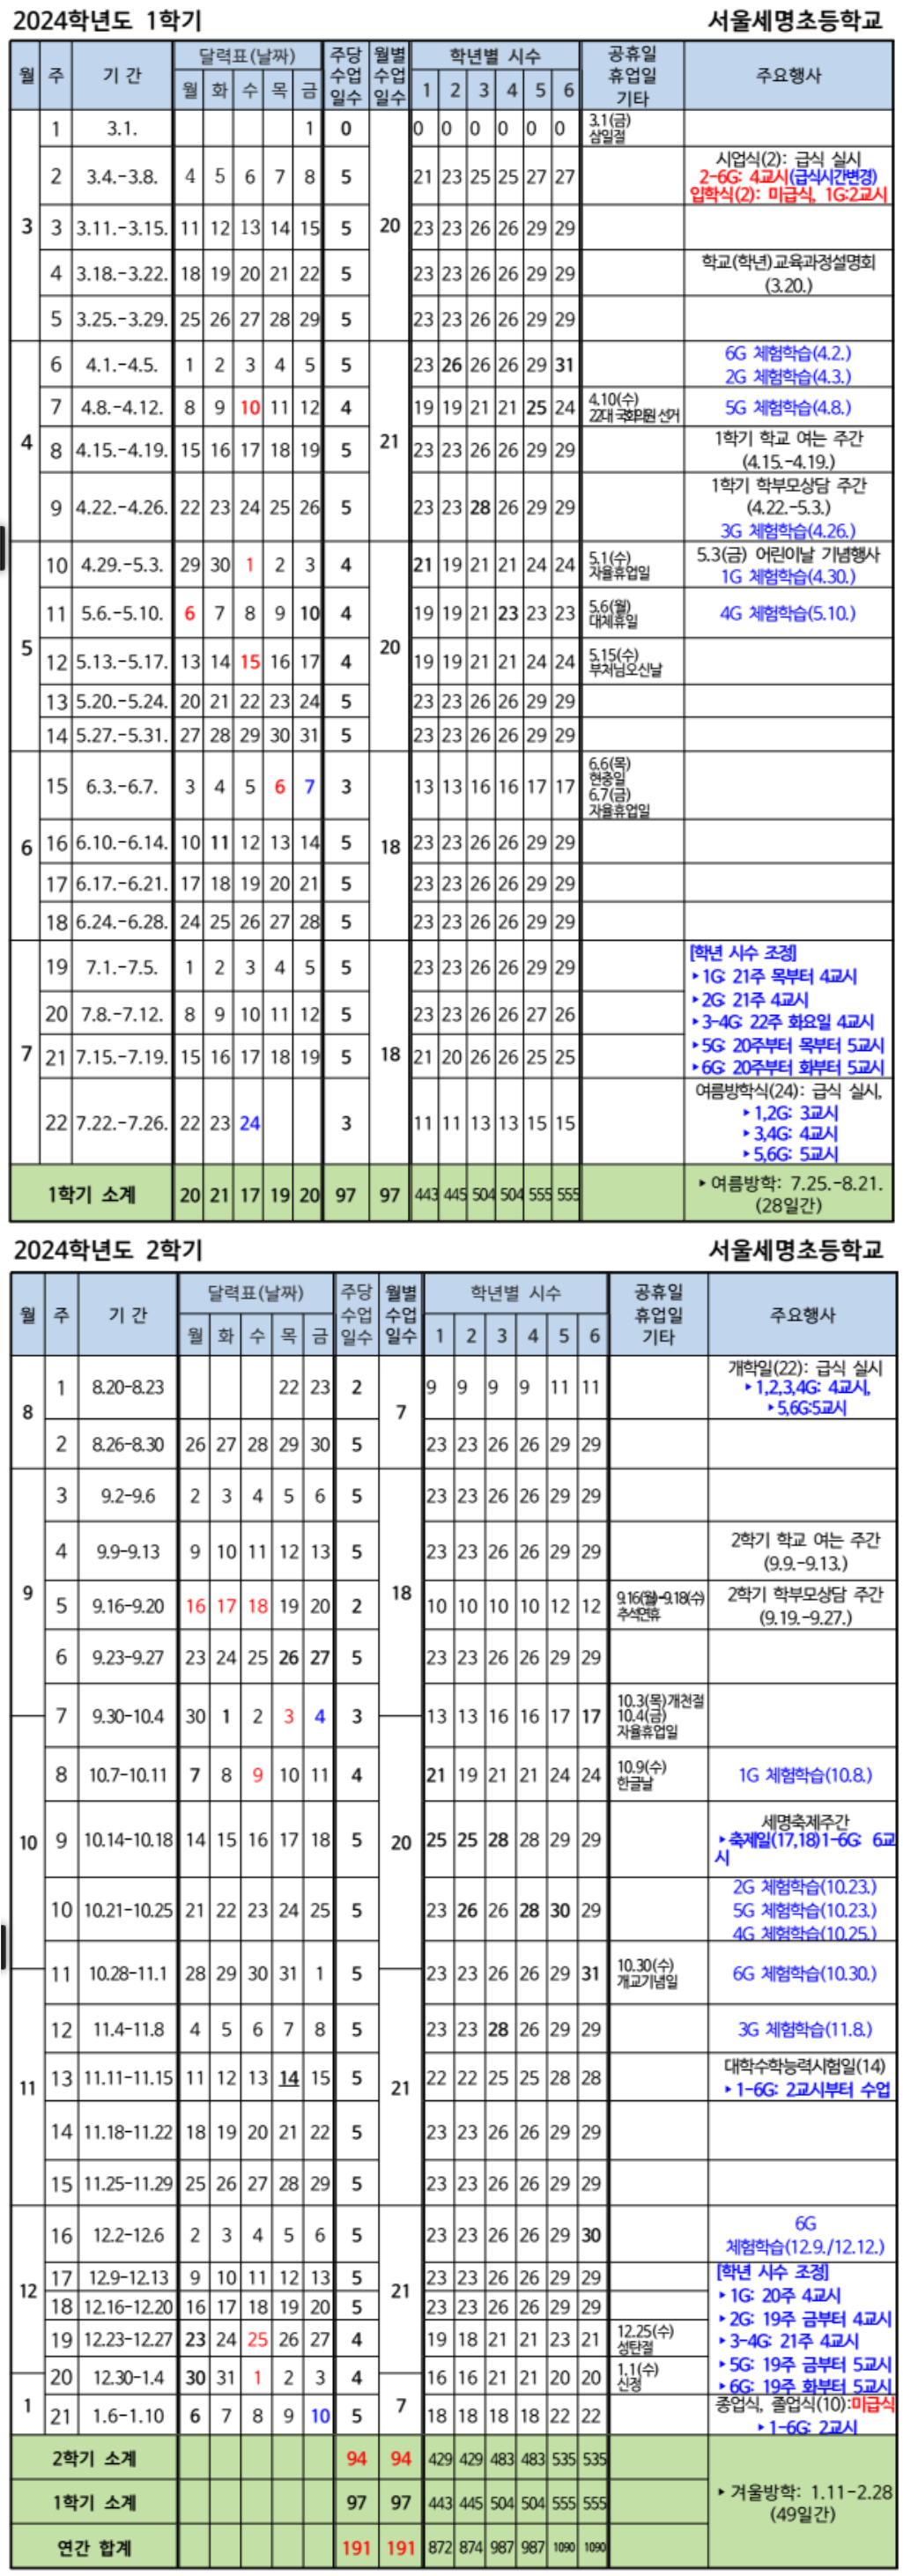 2024학년도 1학기 서울세명초등학교
월 주 기 간 달력표(날짜) 주당 수업 일수 월별 수업 일수 학년별 시수 공휴일 휴업일 기타 주요행사
월 화 수 목 금 1 2 3 4 5 6
3 1 3.1. 1 0 20 0 0 0 0 0 0 3.1(금) 삼일절
2 3.4.-3.8. 4 5 6 7 8 5 21 23 25 25 27 27 시업식(2): 급식 실시
2-6G: 4교시(급식시간변경)
입학식(2): 미급식, 1G:2교시
3 3.11.-3.15. 11 12 13 14 15 5 23 23 26 26 29 29
4 3.18.-3.22. 18 19 20 21 22 5 23 23 26 26 29 29 학교(학년)교육과정설명회
(3.20.)
5 3.25.-3.29. 25 26 27 28 29 5 23 23 26 26 29 29
4 6 4.1.-4.5. 1 2 3 4 5 5 21 23 26 26 26 29 31 6G 체험학습(4.2.)
2G 체험학습(4.3.)
7 4.8.-4.12. 8 9 10 11 12 4 19 19 21 21 25 24 4.10(수) 22대 국회의원 선거 5G 체험학습(4.8.)
8 4.15.-4.19. 15 16 17 18 19 5 23 23 26 26 29 29 1학기 학교 여는 주간
(4.15.-4.19.)
9 4.22.-4.26. 22 23 24 25 26 5 23 23 28 26 29 29 1학기 학부모상담 주간
(4.22.-5.3.)
3G 체험학습(4.26.)
5 10 4.29.-5.3. 29 30 1 2 3 4 20 21 19 21 21 24 24 5.1(수) 자율휴업일 5.3(금) 어린이날 기념행사
1G 체험학습(4.30.)
11 5.6.-5.10. 6 7 8 9 10 4 19 19 21 23 23 23 5.6(월) 대체휴일 4G 체험학습(5.10.)
12 5.13.-5.17. 13 14 15 16 17 4 19 19 21 21 24 24 5.15(수) 부처님오신날
13 5.20.-5.24. 20 21 22 23 24 5 23 23 26 26 29 29
14 5.27.-5.31. 27 28 29 30 31 5 23 23 26 26 29 29
6 15 6.3.-6.7. 3 4 5 6 7 3 18 13 13 16 16 17 17 6.6(목) 현충일 6.7(금) 자율휴업일
16 6.10.-6.14. 10 11 12 13 14 5 23 23 26 26 29 29
17 6.17.-6.21. 17 18 19 20 21 5 23 23 26 26 29 29
18 6.24.-6.28. 24 25 26 27 28 5 23 23 26 26 29 29
7 19 7.1.-7.5. 1 2 3 4 5 5 18 23 23 26 26 29 29
20 7.8.-7.12. 8 9 10 11 12 5 23 23 26 26 27 26
21 7.15.-7.19. 15 16 17 18 19 5 21 20 26 26 25 25
[학년 시수 조정]
▸1G: 21주 목부터 4교시
▸2G: 21주 4교시
▸3-4G: 22주 화요일 4교시
▸5G: 20주부터 목부터 5교시
▸6G: 20주부터 화부터 5교시
22 7.22.-7.26. 22 23 24 3 11 11 13 13 15 15 여름방학식(24): 급식 실시,
▸1,2G: 3교시
▸3,4G: 4교시
▸5,6G: 5교시
1학기 소계 20 21 17 19 20 97 97 443 445 504 504 555 555 ▸여름방학: 7.25.-8.21.
(28일간)
2024학년도 2학기 서울세명초등학교
월 주 기 간 달력표(날짜) 주당 수업 일수 월별 수업 일수 학년별 시수 공휴일 휴업일 기타 주요행사
월 화 수 목 금 1 2 3 4 5 6
8 1 8.20-8.23 22 23 2 7 9 9 9 9 11 11 개학일(22): 급식 실시
▸1,2,3,4G: 4교시,
▸5,6G:5교시
2 8.26-8.30 26 27 28 29 30 5 23 23 26 26 29 29
9 3 9.2-9.6 2 3 4 5 6 5 18 23 23 26 26 29 29
4 9.9-9.13 9 10 11 12 13 5 23 23 26 26 29 29 2학기 학교 여는 주간
(9.9.-9.13.)
5 9.16-9.20 16 17 18 19 20 2 10 10 10 10 12 12 9.16(월)-9.18(수) 추석연휴 2학기 학부모상담 주간
(9.19.-9.27.)
6 9.23-9.27 23 24 25 26 27 5 23 23 26 26 29 29
7 9.30-10.4 30 1 2 3 4 3 13 13 16 16 17 17 10.3(목)개천절 10.4(금) 자율휴업일
10 8 10.7-10.11 7 8 9 10 11 4 20 21 19 21 21 24 24 10.9(수) 한글날 1G 체험학습(10.8.)
9 10.14-10.18 14 15 16 17 18 5 25 25 28 28 29 29 세명축제주간
▸축제일(17,18)1-6G: 6교
시
10 10.21-10.25 21 22 23 24 25 5 23 26 26 28 30 29 2G 체험학습(10.23.)
5G 체험학습(10.23.)
4G 체험학습(10.25.)
11 10.28-11.1 28 29 30 31 1 5 23 23 26 26 29 31 10.30(수) 개교기념일 6G 체험학습(10.30.)
11 12 11.4-11.8 4 5 6 7 8 5 21 23 23 28 26 29 29 3G 체험학습(11.8.)
13 11.11-11.15 11 12 13 14 15 5 22 22 25 25 28 28 대학수학능력시험일(14)
▸1-6G: 2교시부터 수업
14 11.18-11.22 18 19 20 21 22 5 23 23 26 26 29 29
15 11.25-11.29 25 26 27 28 29 5 23 23 26 26 29 29
12 16 12.2-12.6 2 3 4 5 6 5 21 23 23 26 26 29 30 6G
체험학습(12.9./12.12.)
17 12.9-12.13 9 10 11 12 13 5 23 23 26 26 29 29
18 12.16-12.20 16 17 18 19 20 5 23 23 26 26 29 29
19 12.23-12.27 23 24 25 26 27 4 19 18 21 21 23 21 12.25(수) 성탄절
20 12.30-1.4 30 31 1 2 3 4 16 16 21 21 20 20 1.1(수) 신정
[학년 시수 조정]
▸1G: 20주 4교시
▸2G: 19주 금부터 4교시
▸3-4G: 21주 4교시
▸5G: 19주 금부터 5교시
▸6G: 19주 화부터 5교시
1 21 1.6-1.10 6 7 8 9 10 5 7 18 18 18 18 22 22 종업식, 졸업식(10):미급식
▸1-6G: 2교시
2학기 소계 94 94 429 429 483 483 535 535
1학기 소계 97 97 443 445 504 504 555 555
연간 합계 191 191 872 874 987 987 1090 1090
▸겨울방학: 1.11-2.28
(49일간)